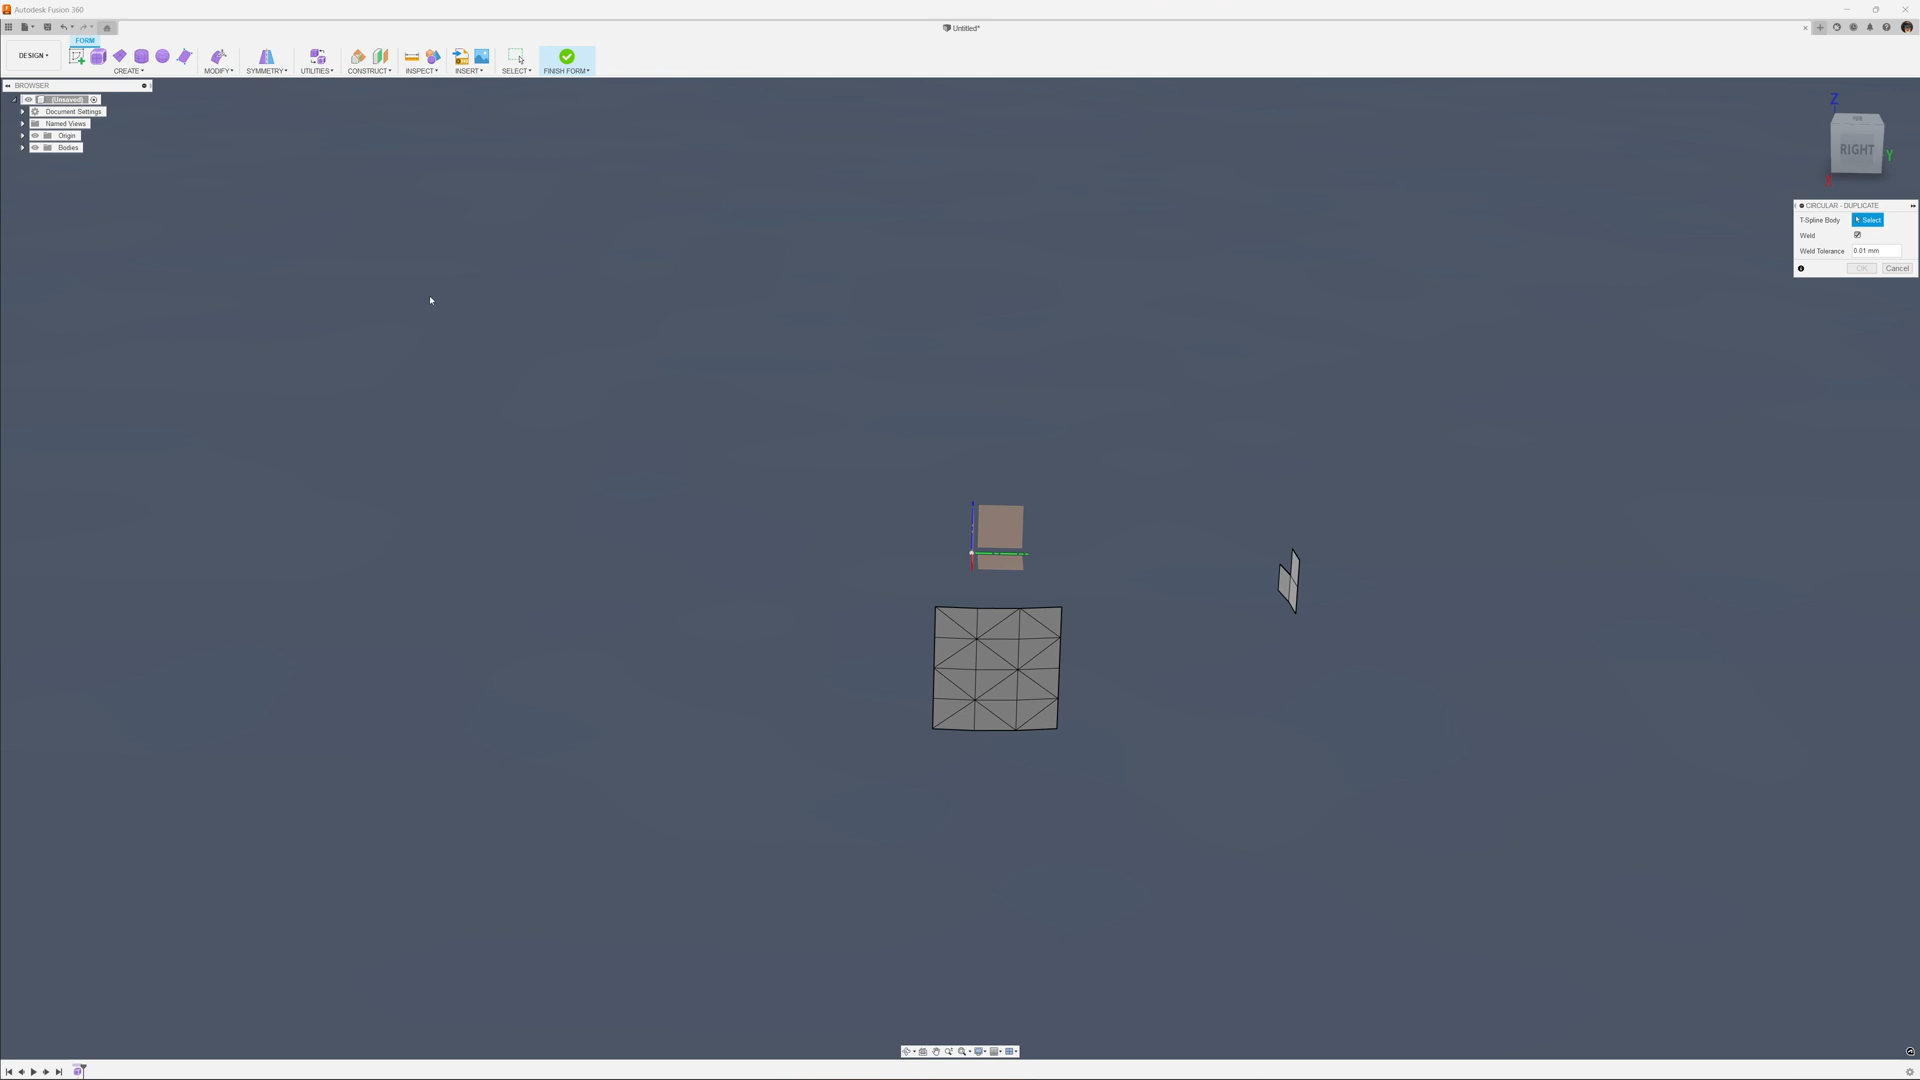 Autodesk Fusion 360
Untitled*
FORM
DESIGN
CREATE
MODIFY
SYMMETRY
UTILITIES
CONSTRUCT
INSPECT
INSERT
SELECT
FINISH FORM
BROWSER
(Unsaved)
Document Settings
Named Views
Origin
Bodies
Z
RIGHT
Y
CIRCULAR - DUPLICATE
T-Spline Body
Select
Weld
Weld Tolerance
0.01 mm
OK
Cancel